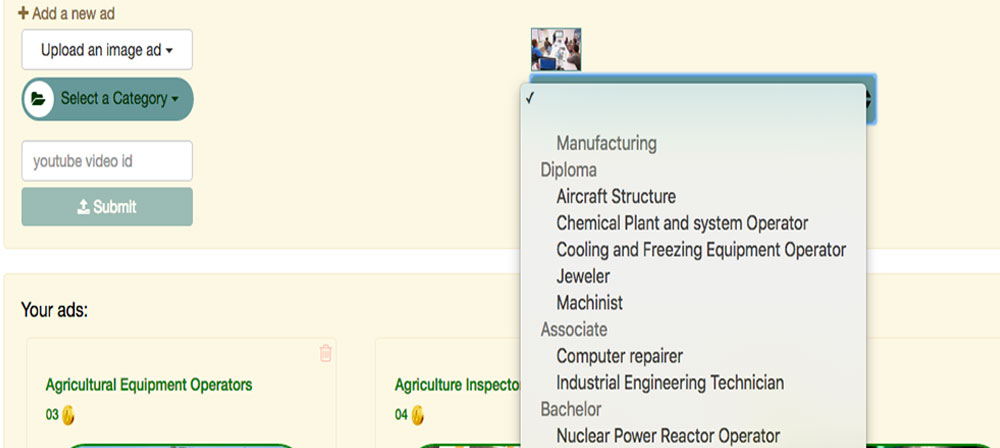 Add a new ad
Upload an image ad
Select a Category
youtube video id
Submit
Manufacturing
Diploma
Aircraft Structure
Chemical Plant and system Operator
Cooling and Freezing Equipment Operator
Jeweler
Machinist
Associate
Computer repairer
Industrial Engineering Technician
Bachelor
Nuclear Power Reactor Operator
Your ads:
Agricultural Equipment Operators
03
Agriculture Inspecto
04